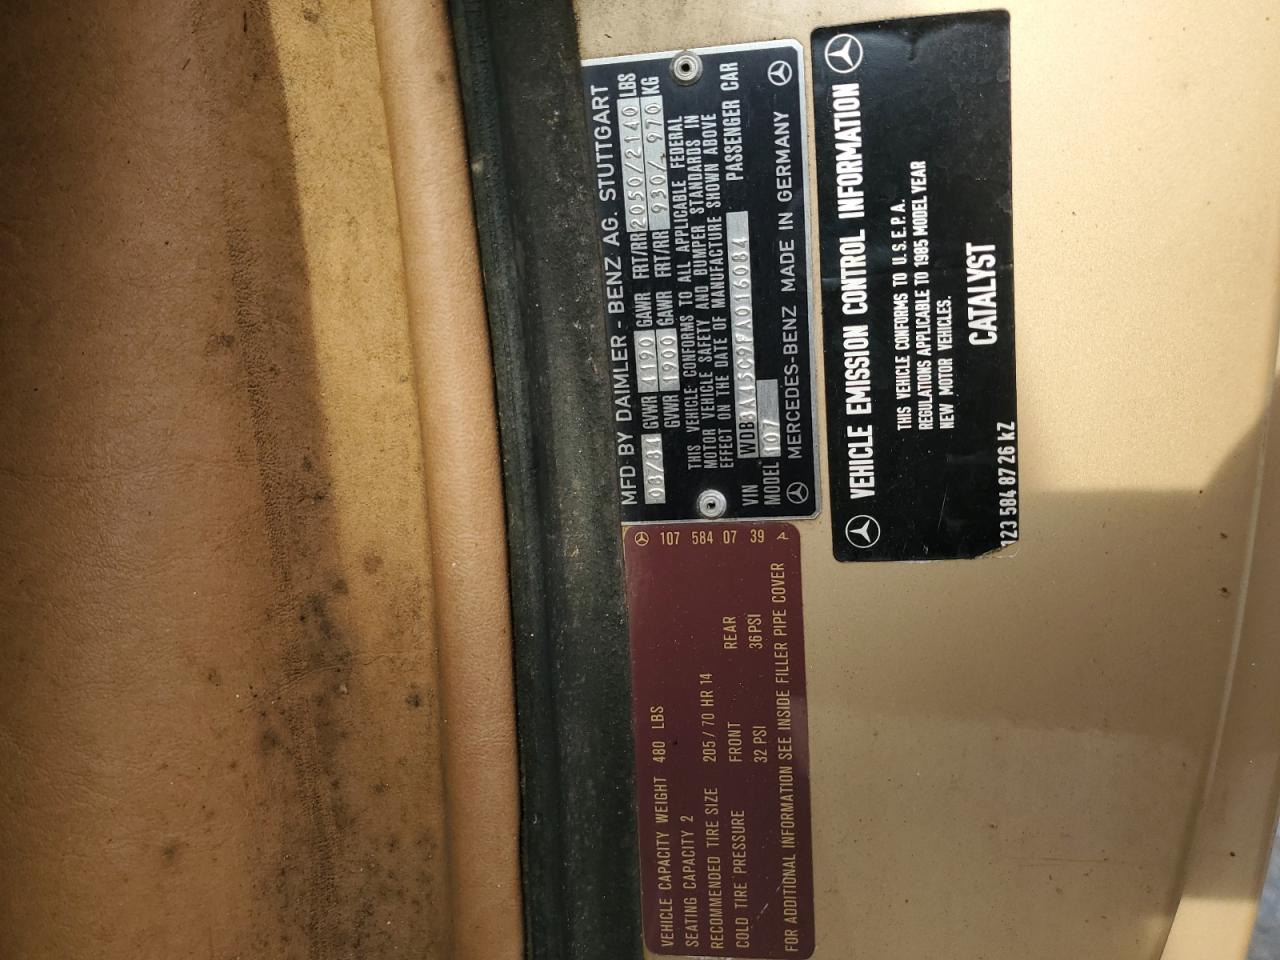 MFD BY DAIMLER - BENZ AG. STUTTGART
08/84 GVWR 4190 GAWR FRT/RR 2050/2140 LBS
GVWR 1900 GAWR FRT/RR 930/ 970 KG
THIS VEHICLE CONFORMS TO ALL APPLICABLE FEDERAL
MOTOR VEHICLE SAFETY AND BUMPER STANDARDS IN
EFFECT ON THE DATE OF MANUFACTURE SHOWN ABOVE
VIN WDB3A45C9FA016084 PASSENGER CAR
MODEL 107
MERCEDES-BENZ MADE IN GERMANY
VEHICLE EMISSION CONTROL INFORMATION
THIS VEHICLE CONFORMS TO U.S.E.P.A.
REGULATIONS APPLICABLE TO 1985 MODEL YEAR
NEW MOTOR VEHICLES.
CATALYST
123 584 87 26 KZ
107 584 07 39 A
VEHICLE CAPACITY WEIGHT 480 LBS
SEATING CAPACITY 2
RECOMMENDED TIRE SIZE 205 / 70 HR 14
COLD TIRE PRESSURE FRONT REAR
32 PSI 36 PSI
FOR ADDITIONAL INFORMATION SEE INSIDE FILLER PIPE COVER